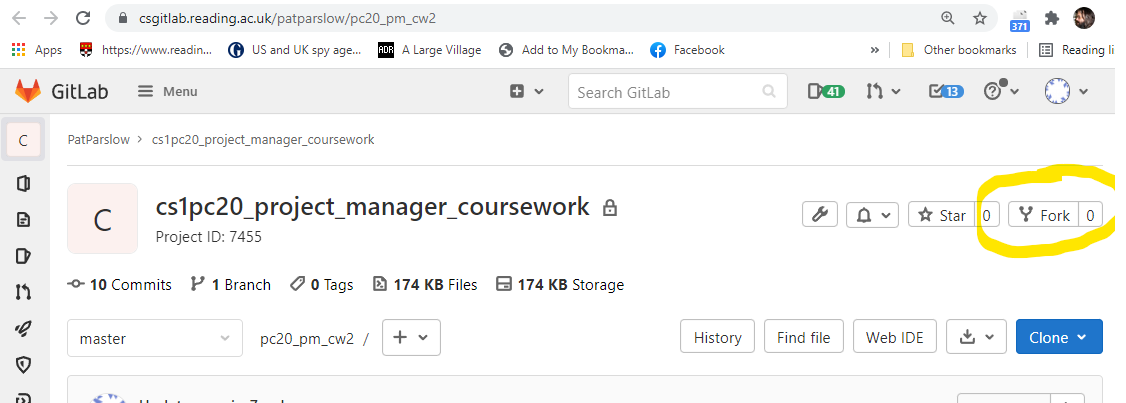 csgitlab.reading.ac.uk/patparslow/pc20_pm_cw2
371
Apps https://www.readin... US and UK spy age... ADR A Large Village Add to My Bookma... Facebook » Other bookmarks Reading li
GitLab Menu Search GitLab 41 13
C PatParslow > cs1pc20_project_manager_coursework
C cs1pc20_project_manager_coursework Star 0 Fork 0
Project ID: 7455
10 Commits 1 Branch 0 Tags 174 KB Files 174 KB Storage
master pc20_pm_cw2 / + History Find file Web IDE Clone